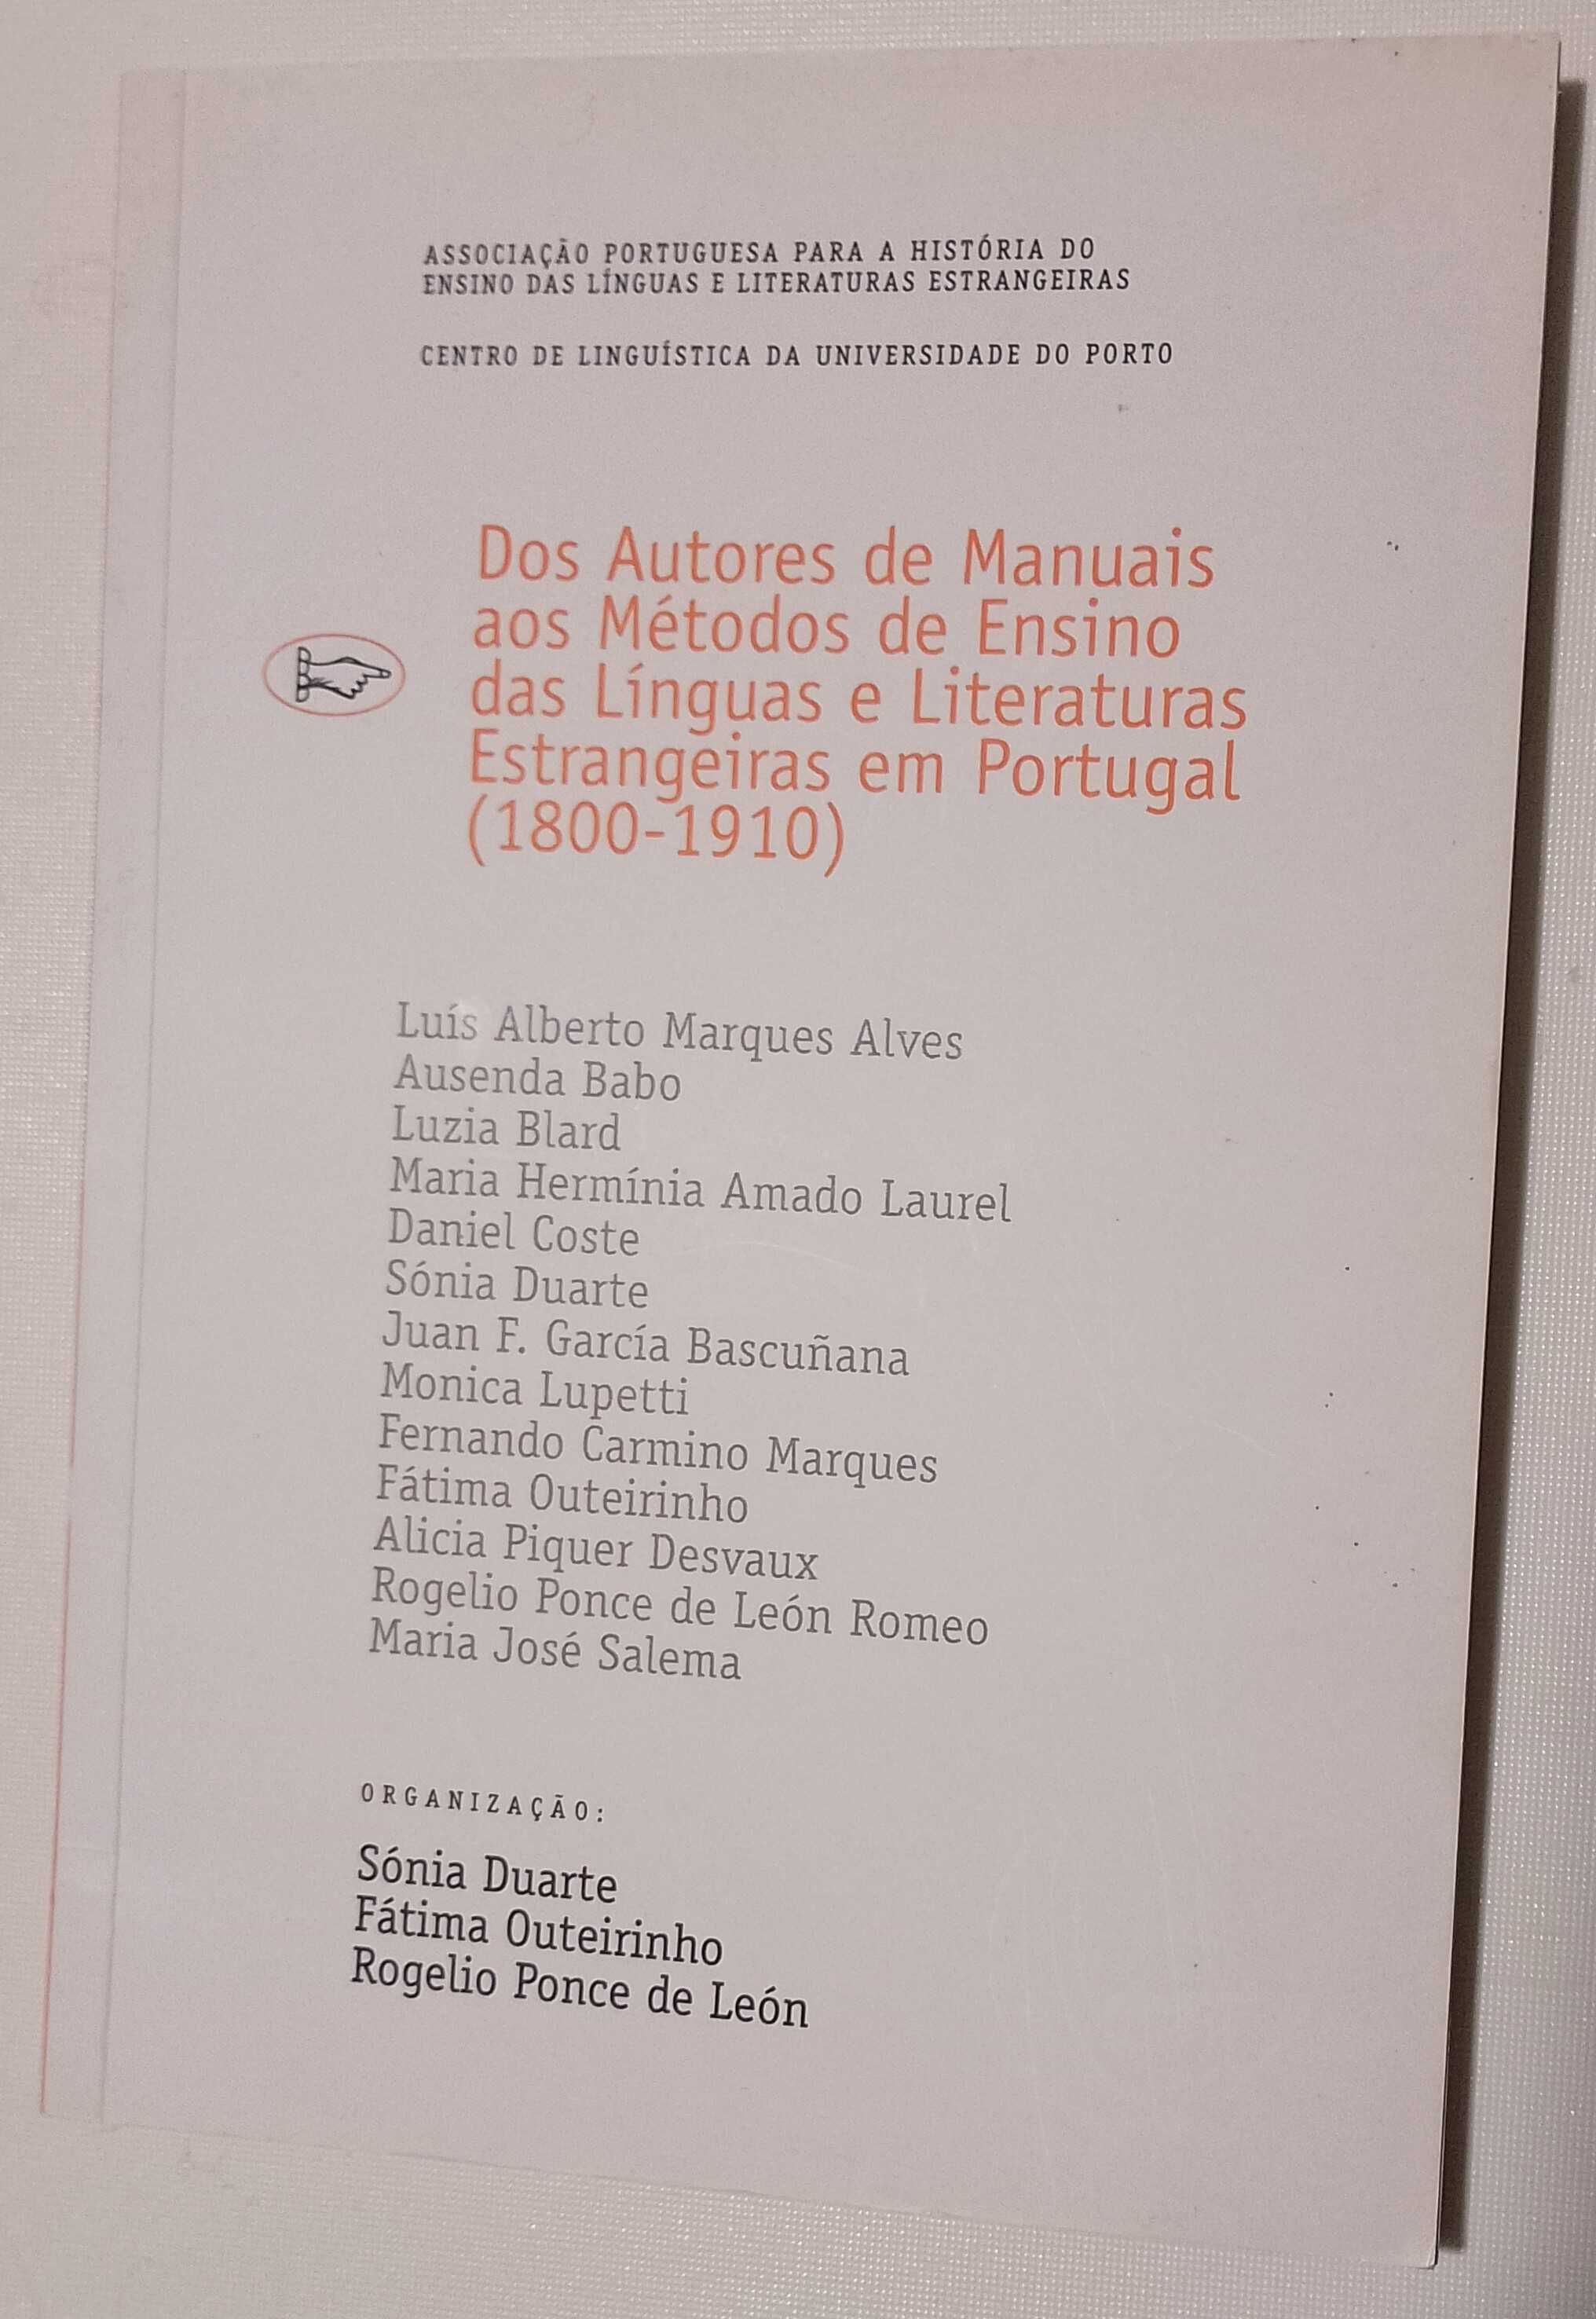 ASSOCIAÇÃO PORTUGUESA PARA A HISTÓRIA DO
ENSINO DAS LÍNGUAS E LITERATURAS ESTRANGEIRAS
CENTRO DE LINGUÍSTICA DA UNIVERSIDADE DO PORTO
Dos Autores de Manuais
aos Métodos de Ensino
das Línguas e Literaturas
Estrangeiras em Portugal
(1800-1910)
Luís Alberto Marques Alves
Ausenda Babo
Luzia Blard
Maria Hermínia Amado Laurel
Daniel Coste
Sónia Duarte
Juan F. García Bascuñana
Monica Lupetti
Fernando Carmino Marques
Fátima Outeirinho
Alicia Piquer Desvaux
Rogelio Ponce de León Romeo
Maria José Salema
ORGANIZAÇÃO:
Sónia Duarte
Fátima Outeirinho
Rogelio Ponce de León